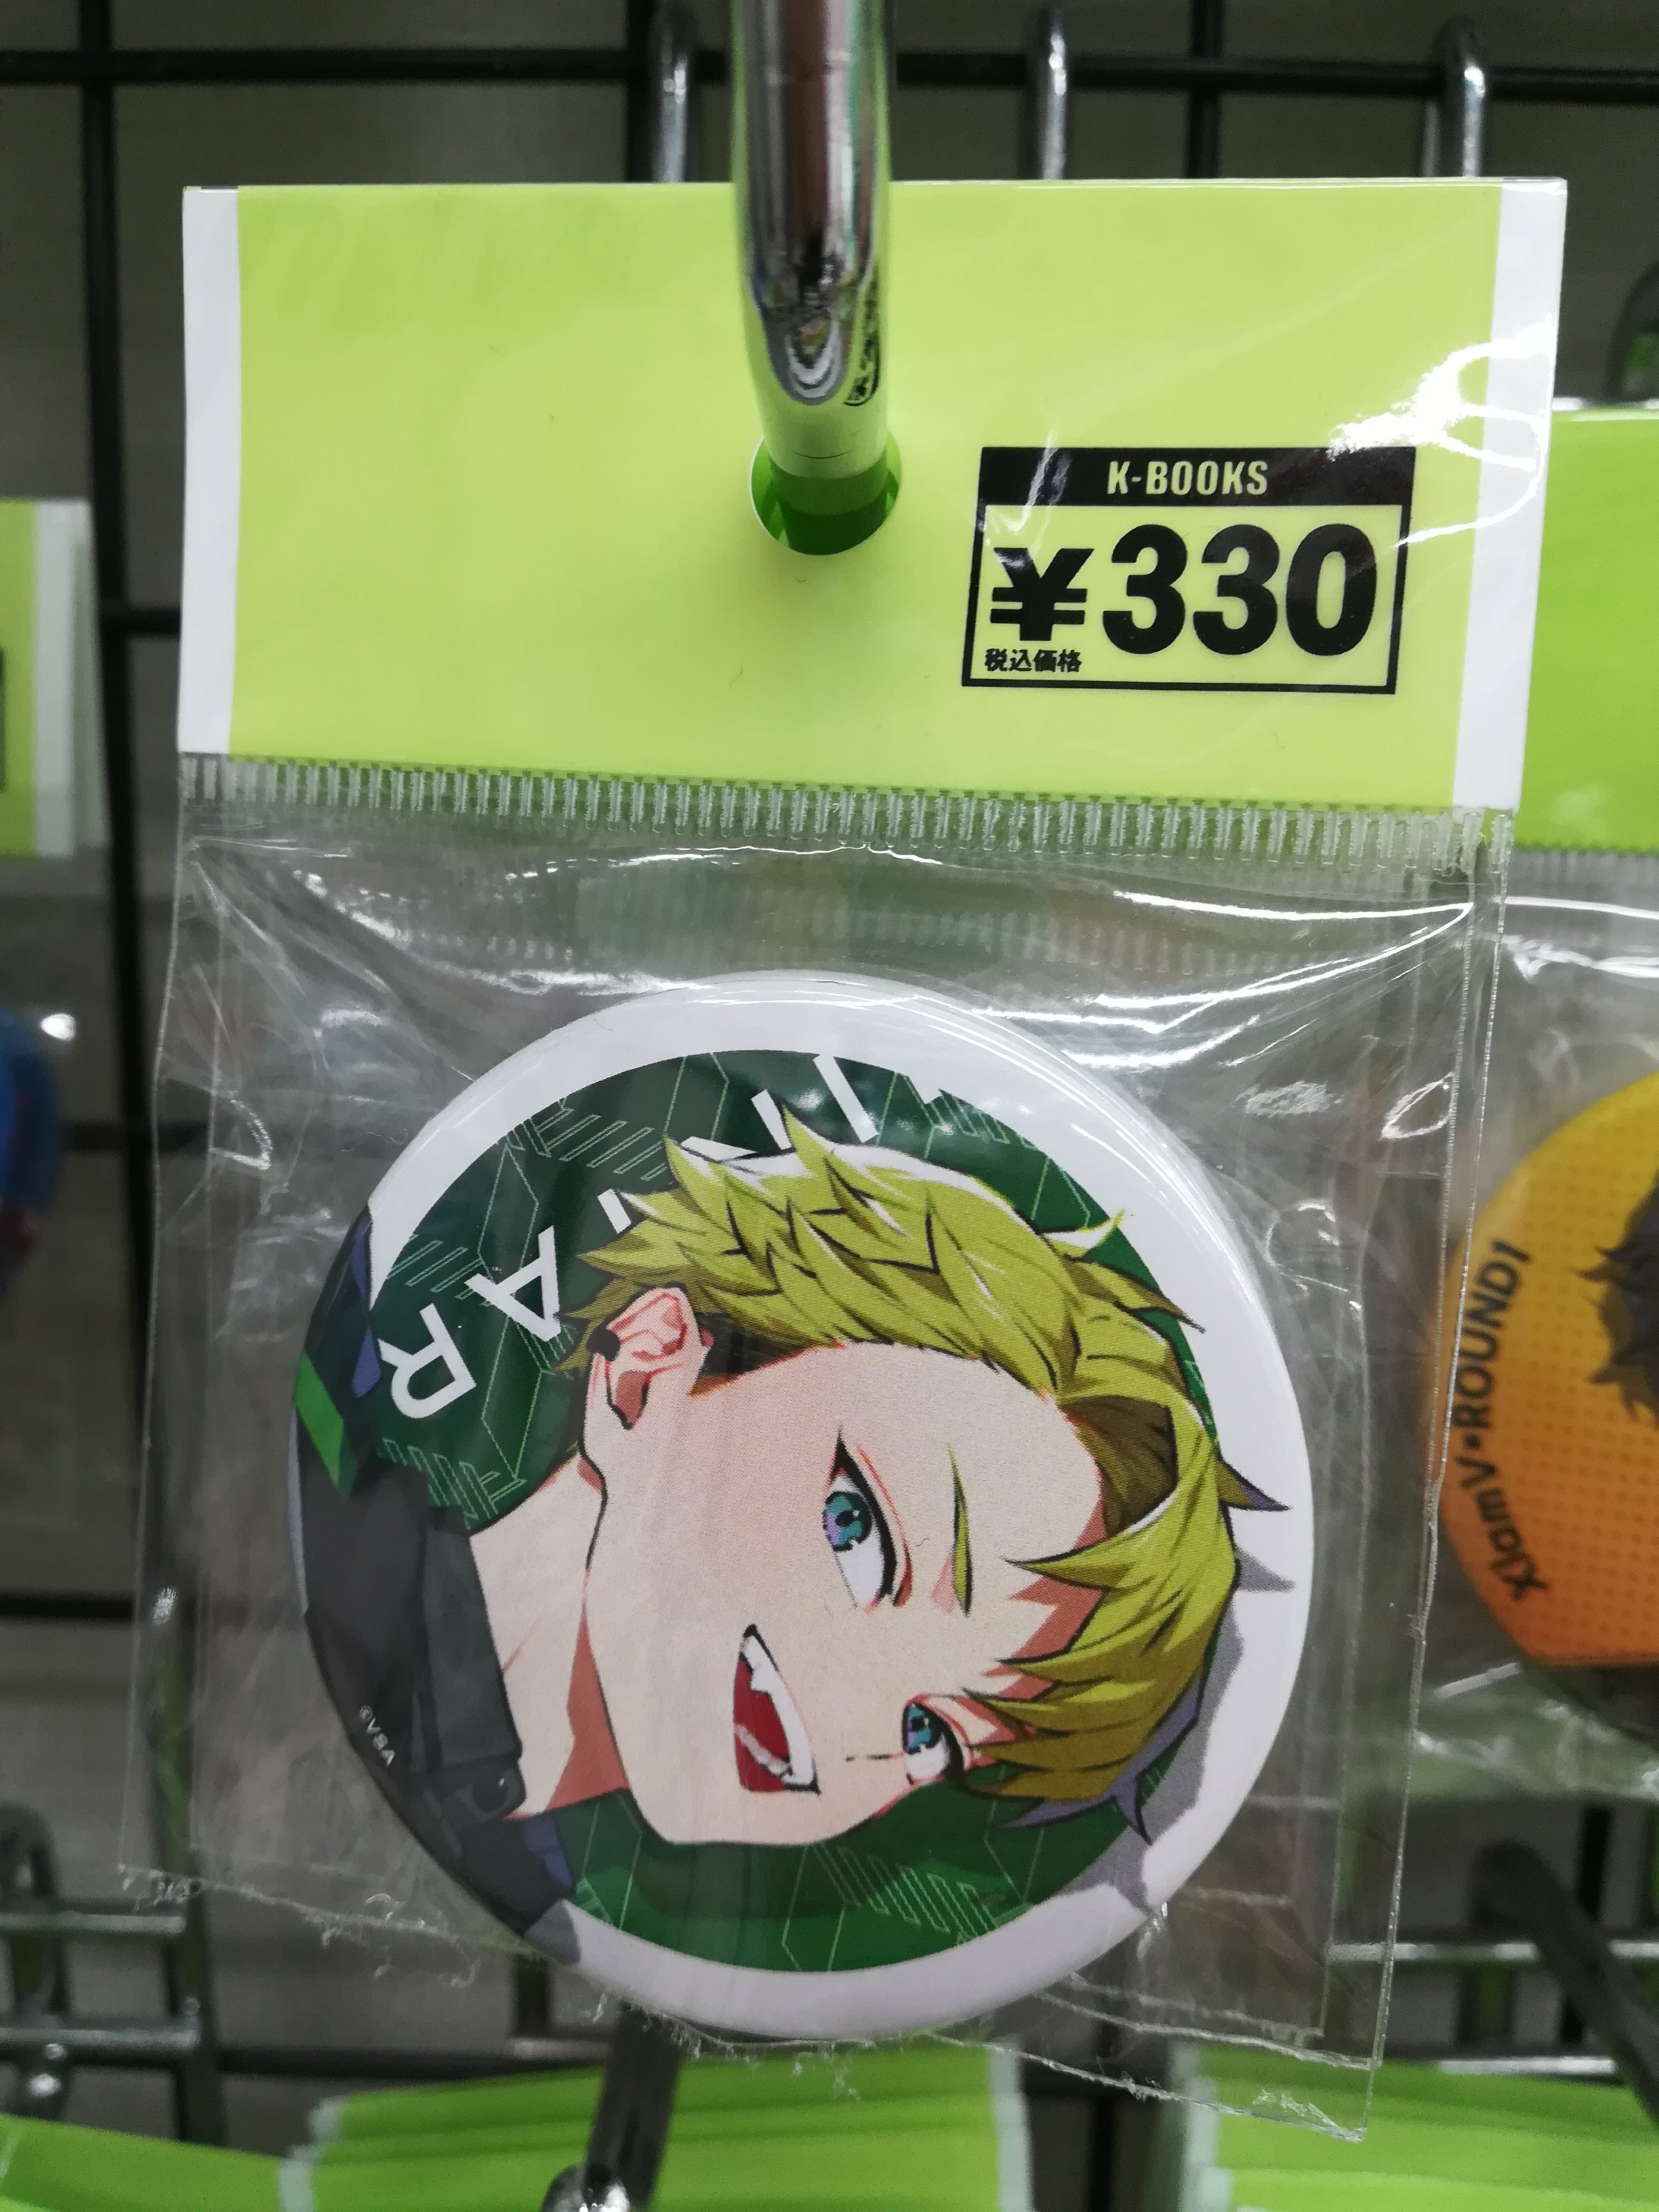 K-BOOKS
¥330
税込価格
©VSA
XlamV×ROUND1